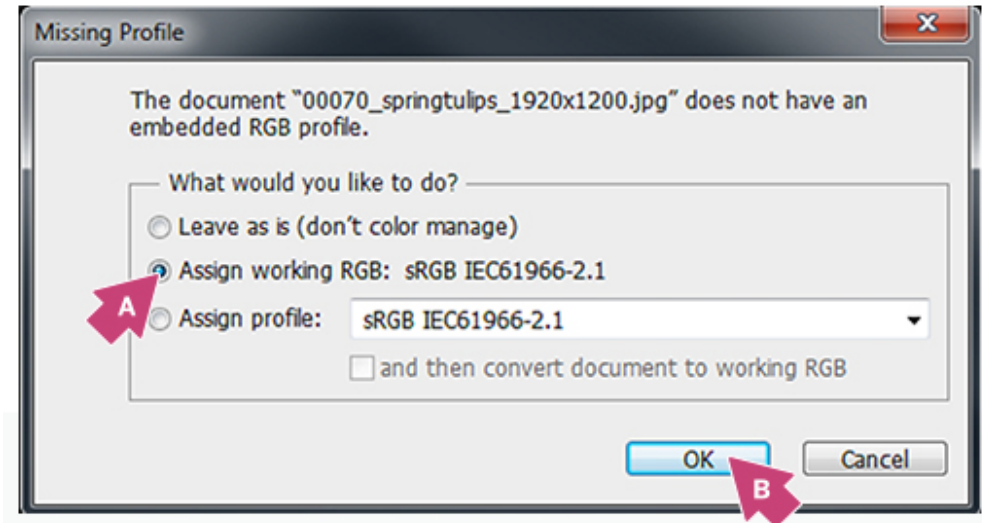 Missing Profile
The document “00070_springtulips_1920x1200.jpg” does not have an
embedded RGB profile.
What would you like to do?
Leave as is (don’t color manage)
Assign working RGB: sRGB IEC61966-2.1
A
Assign profile: sRGB IEC61966-2.1
and then convert document to working RGB
OK Cancel
B